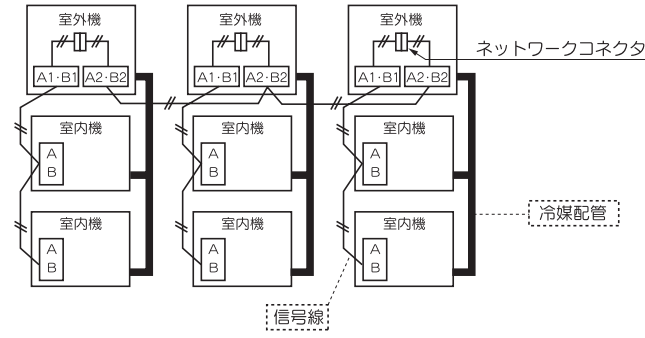 室外機 室外機 室外機
ネットワークコネクタ
A1・B1 A2・B2 A1・B1 A2・B2 A1・B1 A2・B2
室内機 室内機 室内機
A A A
B B B
冷媒配管
室内機 室内機 室内機
A A A
B B B
信号線